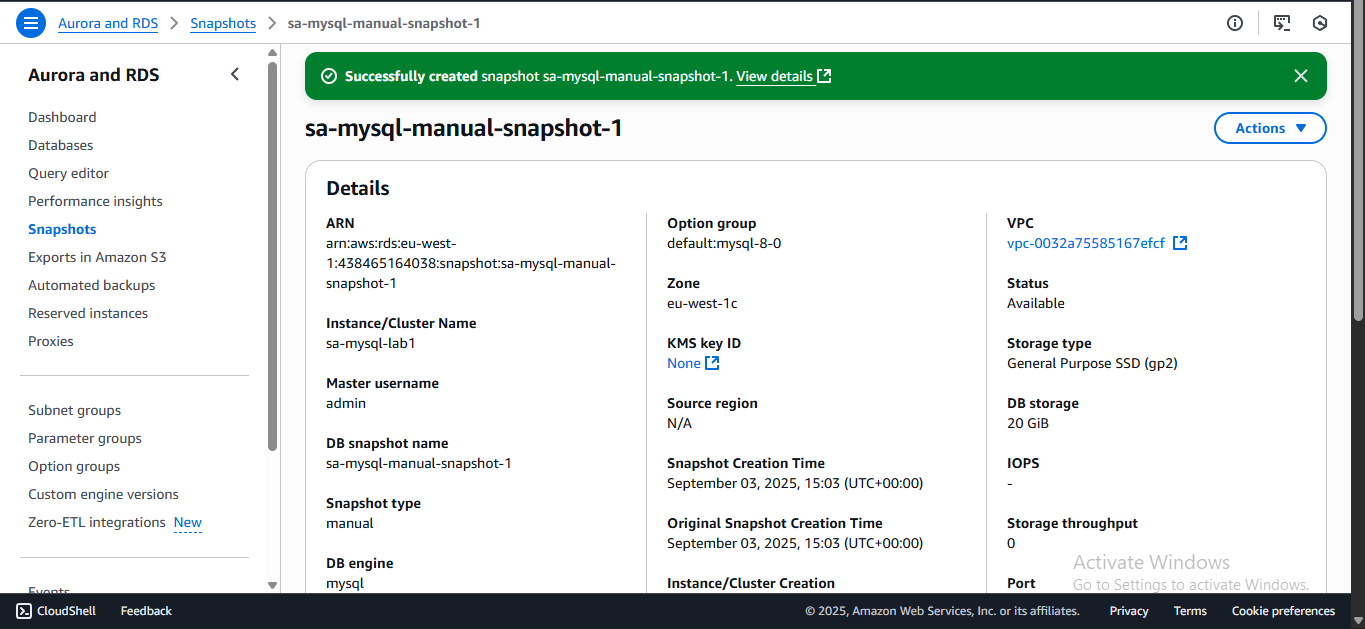 Aurora and RDS > Snapshots > sa-mysql-manual-snapshot-1
Aurora and RDS
Dashboard
Databases
Query editor
Performance insights
Snapshots
Exports in Amazon S3
Automated backups
Reserved instances
Proxies
Subnet groups
Parameter groups
Option groups
Custom engine versions
Zero-ETL integrations New
Events
Successfully created snapshot sa-mysql-manual-snapshot-1. View details
sa-mysql-manual-snapshot-1
Actions
Details
ARN
arn:aws:rds:eu-west-
1:438465164038:snapshot:sa-mysql-manual-
snapshot-1
Instance/Cluster Name
sa-mysql-lab1
Master username
admin
DB snapshot name
sa-mysql-manual-snapshot-1
Snapshot type
manual
DB engine
mysql
Option group
default:mysql-8-0
Zone
eu-west-1c
KMS key ID
None
Source region
N/A
Snapshot Creation Time
September 03, 2025, 15:03 (UTC+00:00)
Original Snapshot Creation Time
September 03, 2025, 15:03 (UTC+00:00)
Instance/Cluster Creation
VPC
vpc-0032a75585167efcf
Status
Available
Storage type
General Purpose SSD (gp2)
DB storage
20 GiB
IOPS
-
Storage throughput
0
Port
Activate Windows
Go to Settings to activate Windows.
CloudShell
Feedback
© 2025, Amazon Web Services, Inc. or its affiliates.
Privacy
Terms
Cookie preferences